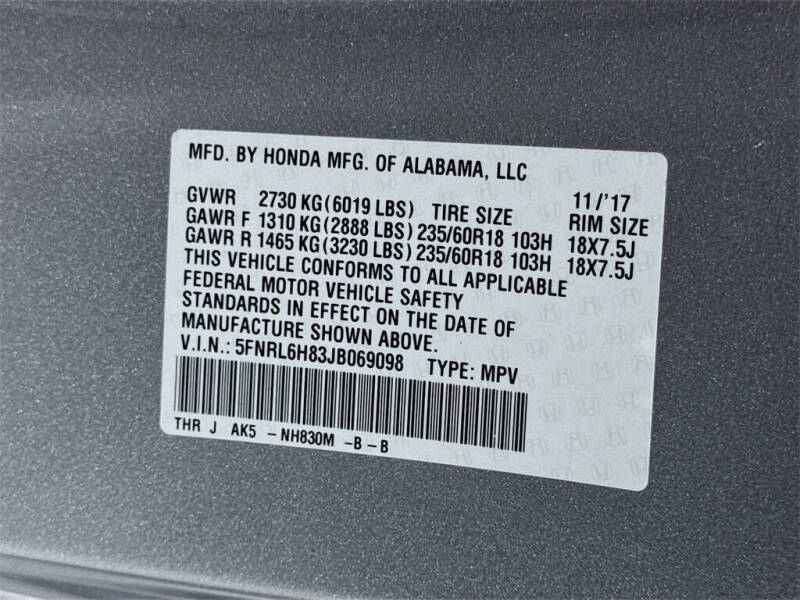 MFD. BY HONDA MFG. OF ALABAMA, LLC
11/'17
GVWR 2730 KG(6019 LBS) TIRE SIZE RIM SIZE
GAWR F 1310 KG(2888 LBS) 235/60R18 103H 18X7.5J
GAWR R 1465 KG(3230 LBS) 235/60R18 103H 18X7.5J
THIS VEHICLE CONFORMS TO ALL APPLICABLE
FEDERAL MOTOR VEHICLE SAFETY
STANDARDS IN EFFECT ON THE DATE OF
MANUFACTURE SHOWN ABOVE.
V.I.N.: 5FNRL6H83JB069098 TYPE: MPV
THR J AK5 -NH830M -B-B